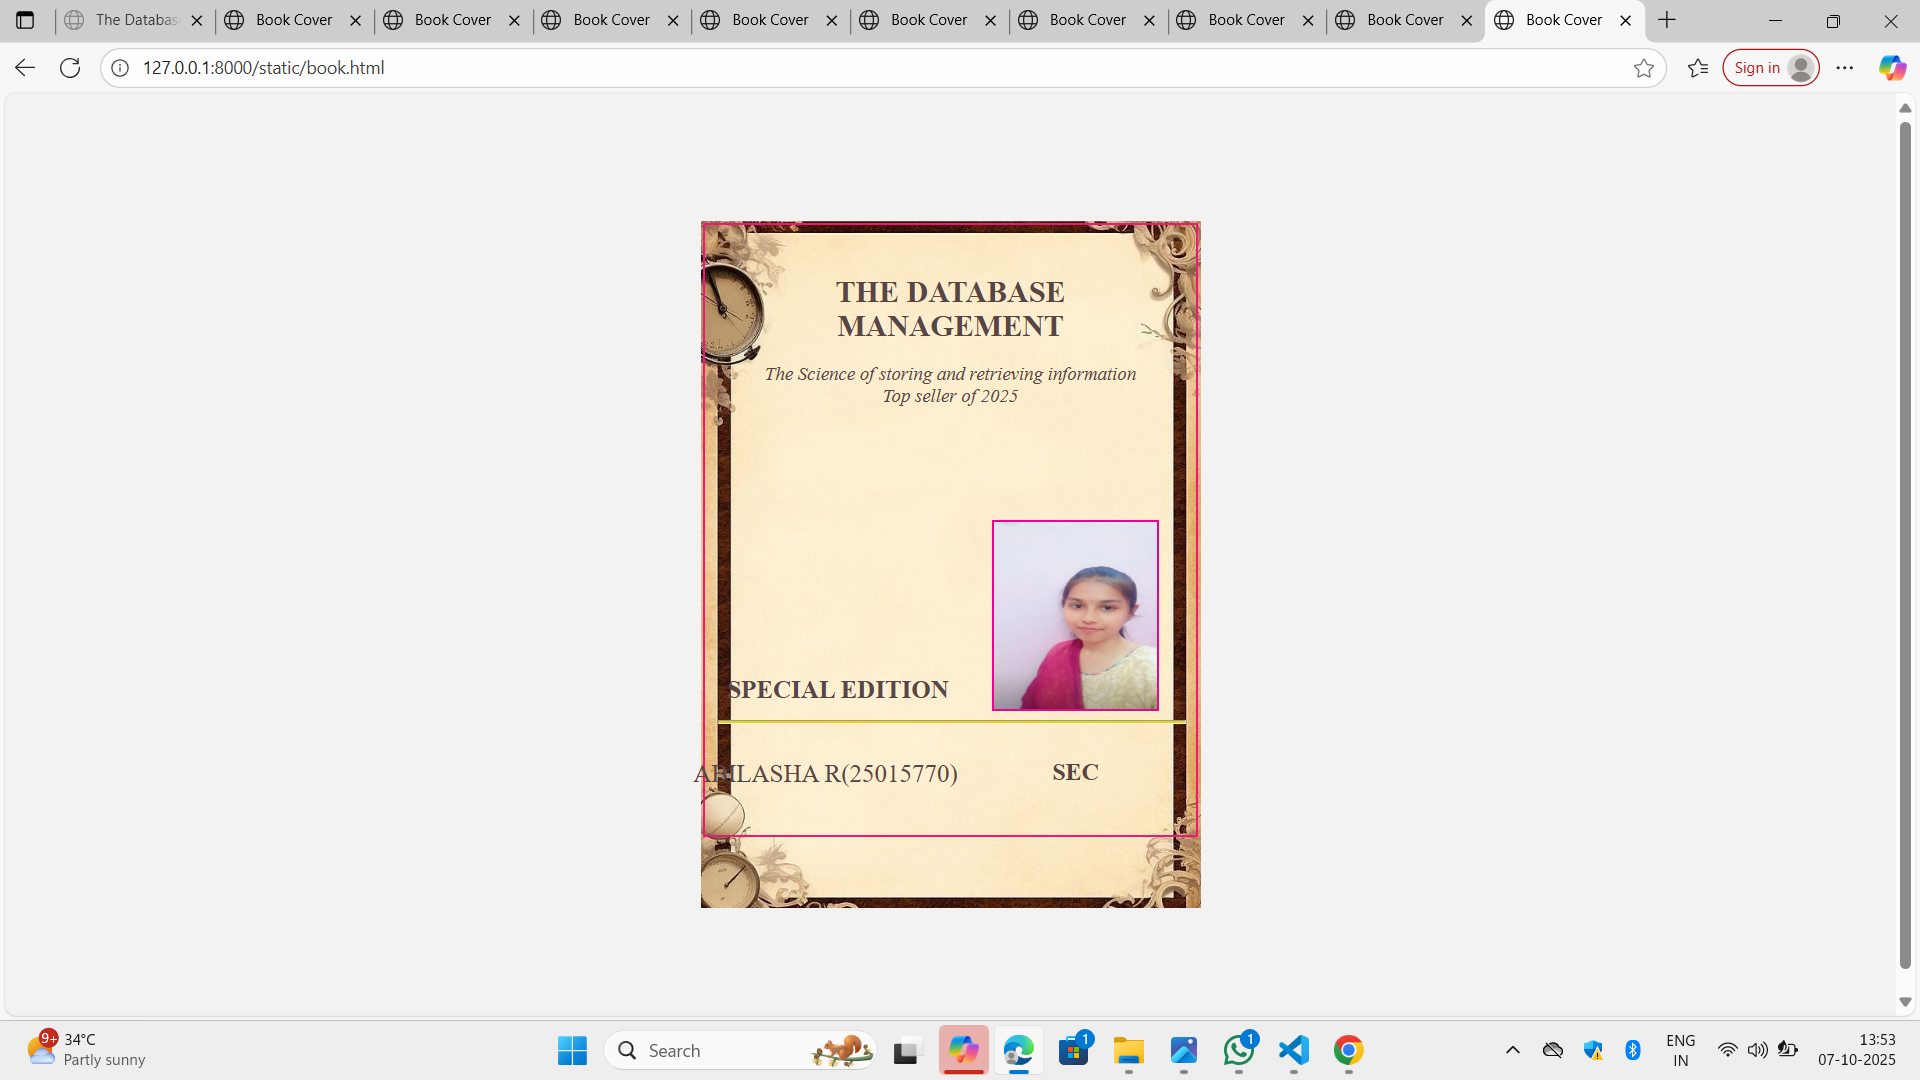 The Databas
Book Cover
Book Cover
Book Cover
Book Cover
Book Cover
Book Cover
Book Cover
Book Cover
Book Cover
127.0.0.1:8000/static/book.html
Sign in
THE DATABASE
MANAGEMENT
The Science of storing and retrieving information
Top seller of 2025
SPECIAL EDITION
ABILASHA R(25015770)
SEC
9+
34°C
Partly sunny
Search
1
1
ENG
IN
13:53
07-10-2025